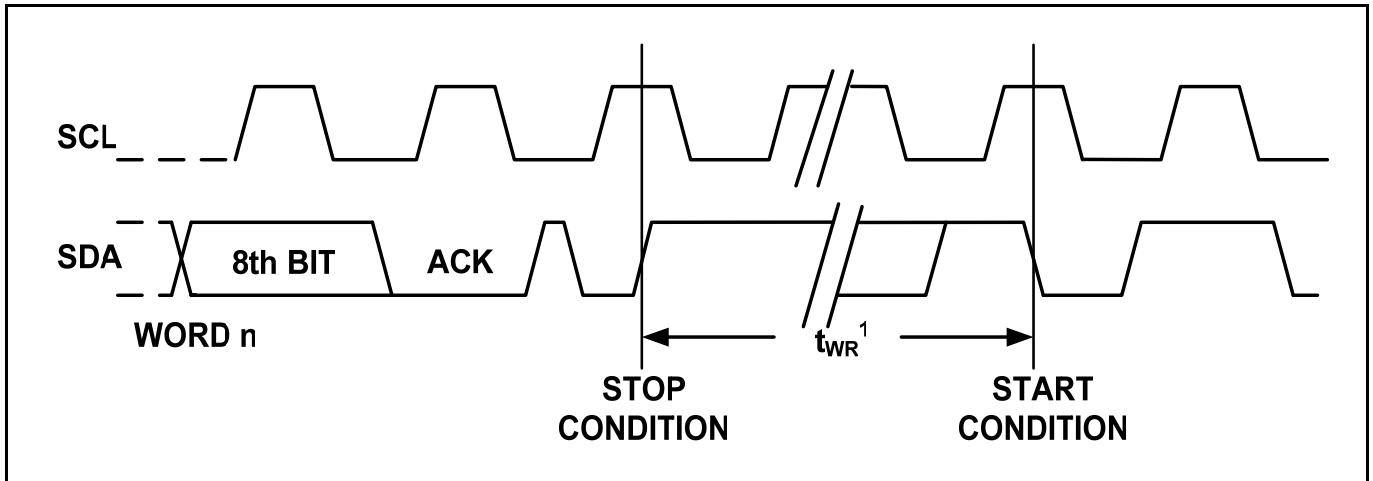 SCL
SDA
8th BIT
ACK
WORD n
tWR1
STOP
CONDITION
START
CONDITION